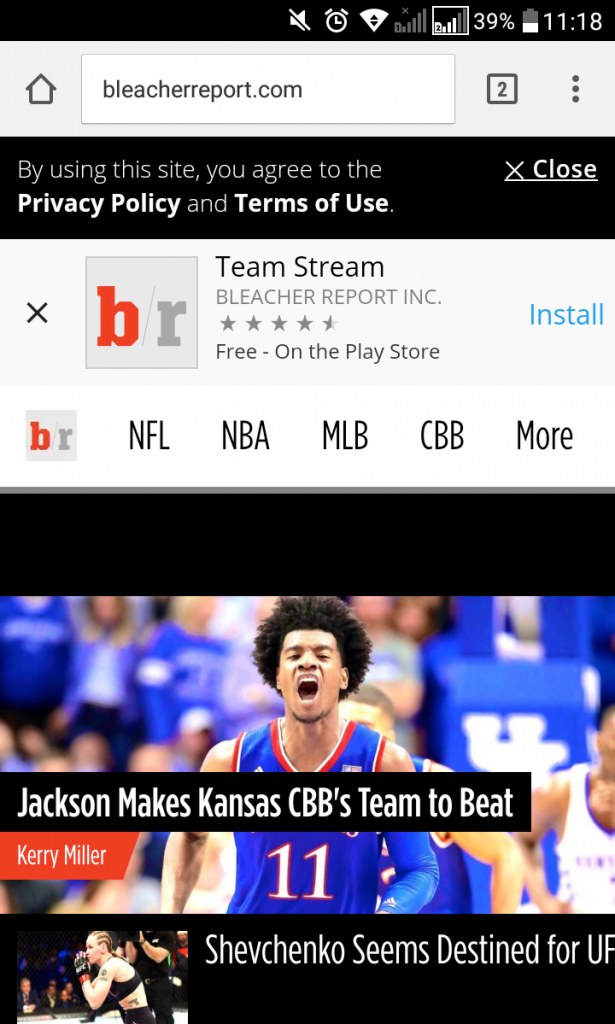 39% 11:18
bleacherreport.com 2
By using this site, you agree to the
Privacy Policy and Terms of Use.
Close
b/r
Team Stream
BLEACHER REPORT INC.
Free - On the Play Store
Install
b/r NFL NBA MLB CBB More
Jackson Makes Kansas CBB's Team to Beat
Kerry Miller
11
Shevchenko Seems Destined for UF